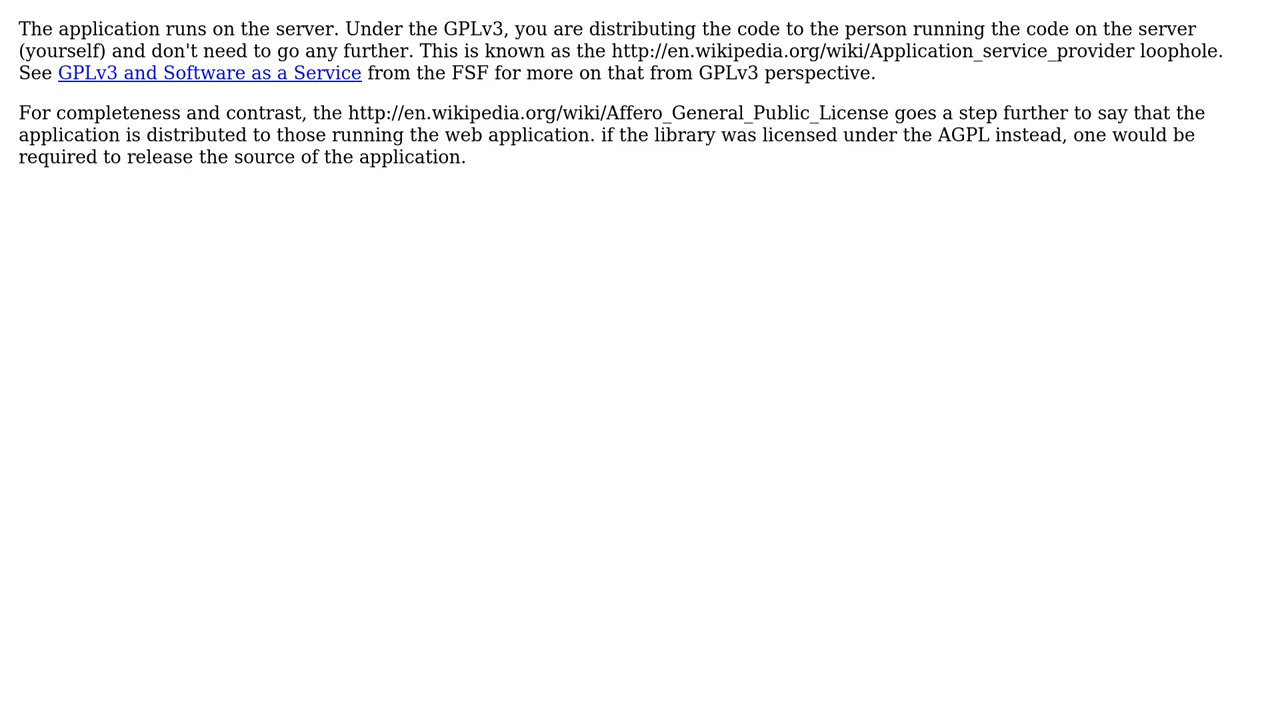 The application runs on the server. Under the GPLv3, you are distributing the code to the person running the code on the server
(yourself) and don't need to go any further. This is known as the http://en.wikipedia.org/wiki/Application_service_provider loophole.
See GPLv3 and Software as a Service from the FSF for more on that from GPLv3 perspective.
For completeness and contrast, the http://en.wikipedia.org/wiki/Affero_General_Public_License goes a step further to say that the
application is distributed to those running the web application. if the library was licensed under the AGPL instead, one would be
required to release the source of the application.